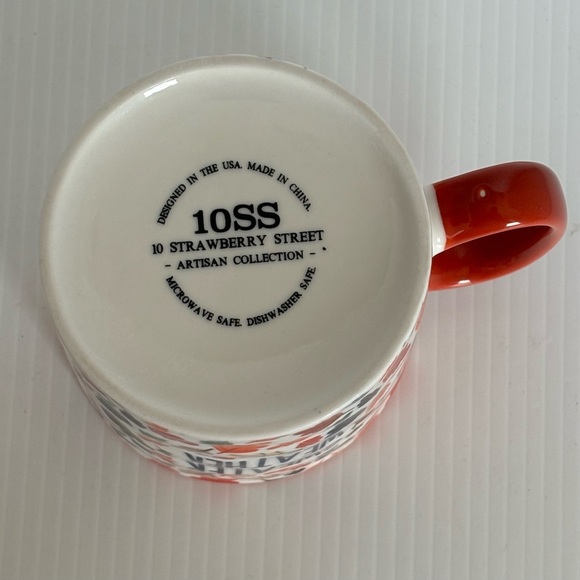 DESIGNED IN THE USA. MADE IN CHINA.
10SS
10 STRAWBERRY STREET
- ARTISAN COLLECTION -
MICROWAVE SAFE. DISHWASHER SAFE.